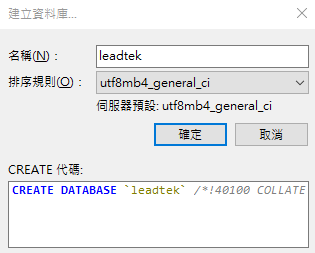 建立資料庫...
名稱(N)：
leadtek
排序規則(O)：
utf8mb4_general_ci
伺服器預設: utf8mb4_general_ci
確定
取消
CREATE 代碼:
CREATE DATABASE `leadtek` /*!40100 COLLATE